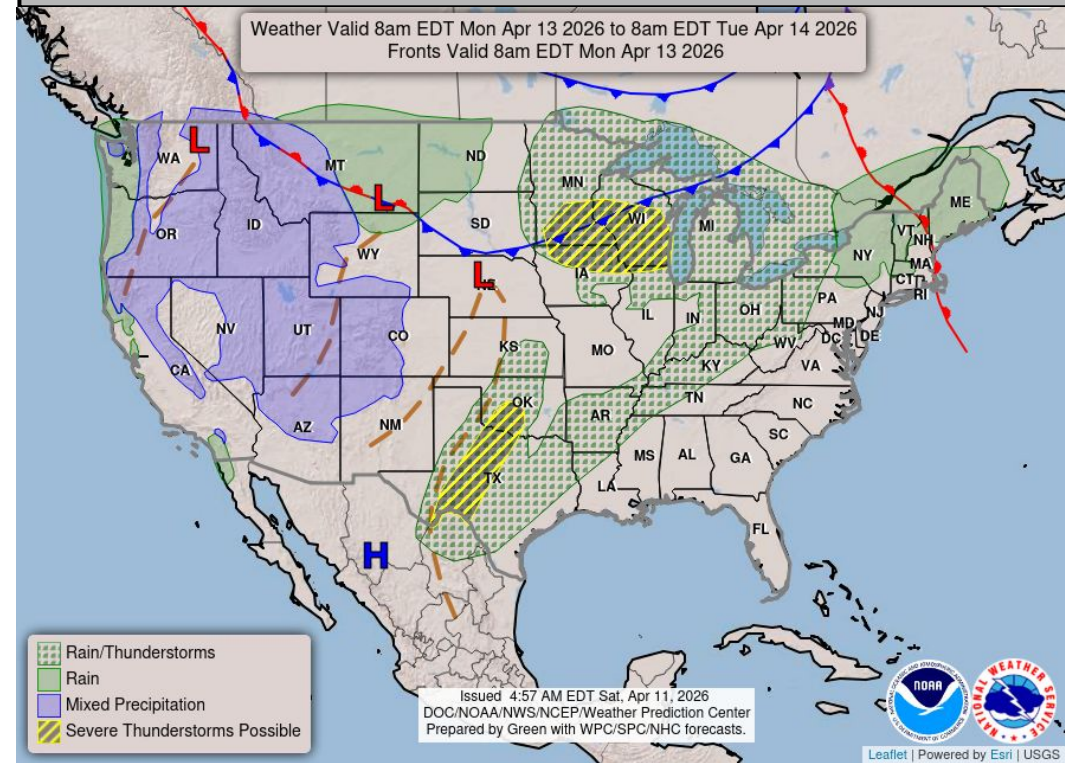 Weather Valid 8am EDT Mon Apr 13 2026 to 8am EDT Tue Apr 14 2026
Fronts Valid 8am EDT Mon Apr 13 2026
L
WA
MT
ND
MN
ME
L
OR
ID
SD
WI
MI
VT
NH
WY
NY
MA
L
NE
IA
CT
RI
NV
UT
CO
IL
IN
OH
PA
NJ
KS
MO
MD
DE
DC
WV
CA
KY
VA
AZ
NM
OK
AR
TN
NC
SC
TX
MS
AL
GA
LA
FL
H
Rain/Thunderstorms
Rain
Mixed Precipitation
Severe Thunderstorms Possible
Issued 4:57 AM EDT Sat, Apr 11, 2026
DOC/NOAA/NWS/NCEP/Weather Prediction Center
Prepared by Green with WPC/SPC/NHC forecasts.
NOAA
NATIONAL WEATHER SERVICE
Leaflet | Powered by Esri | USGS